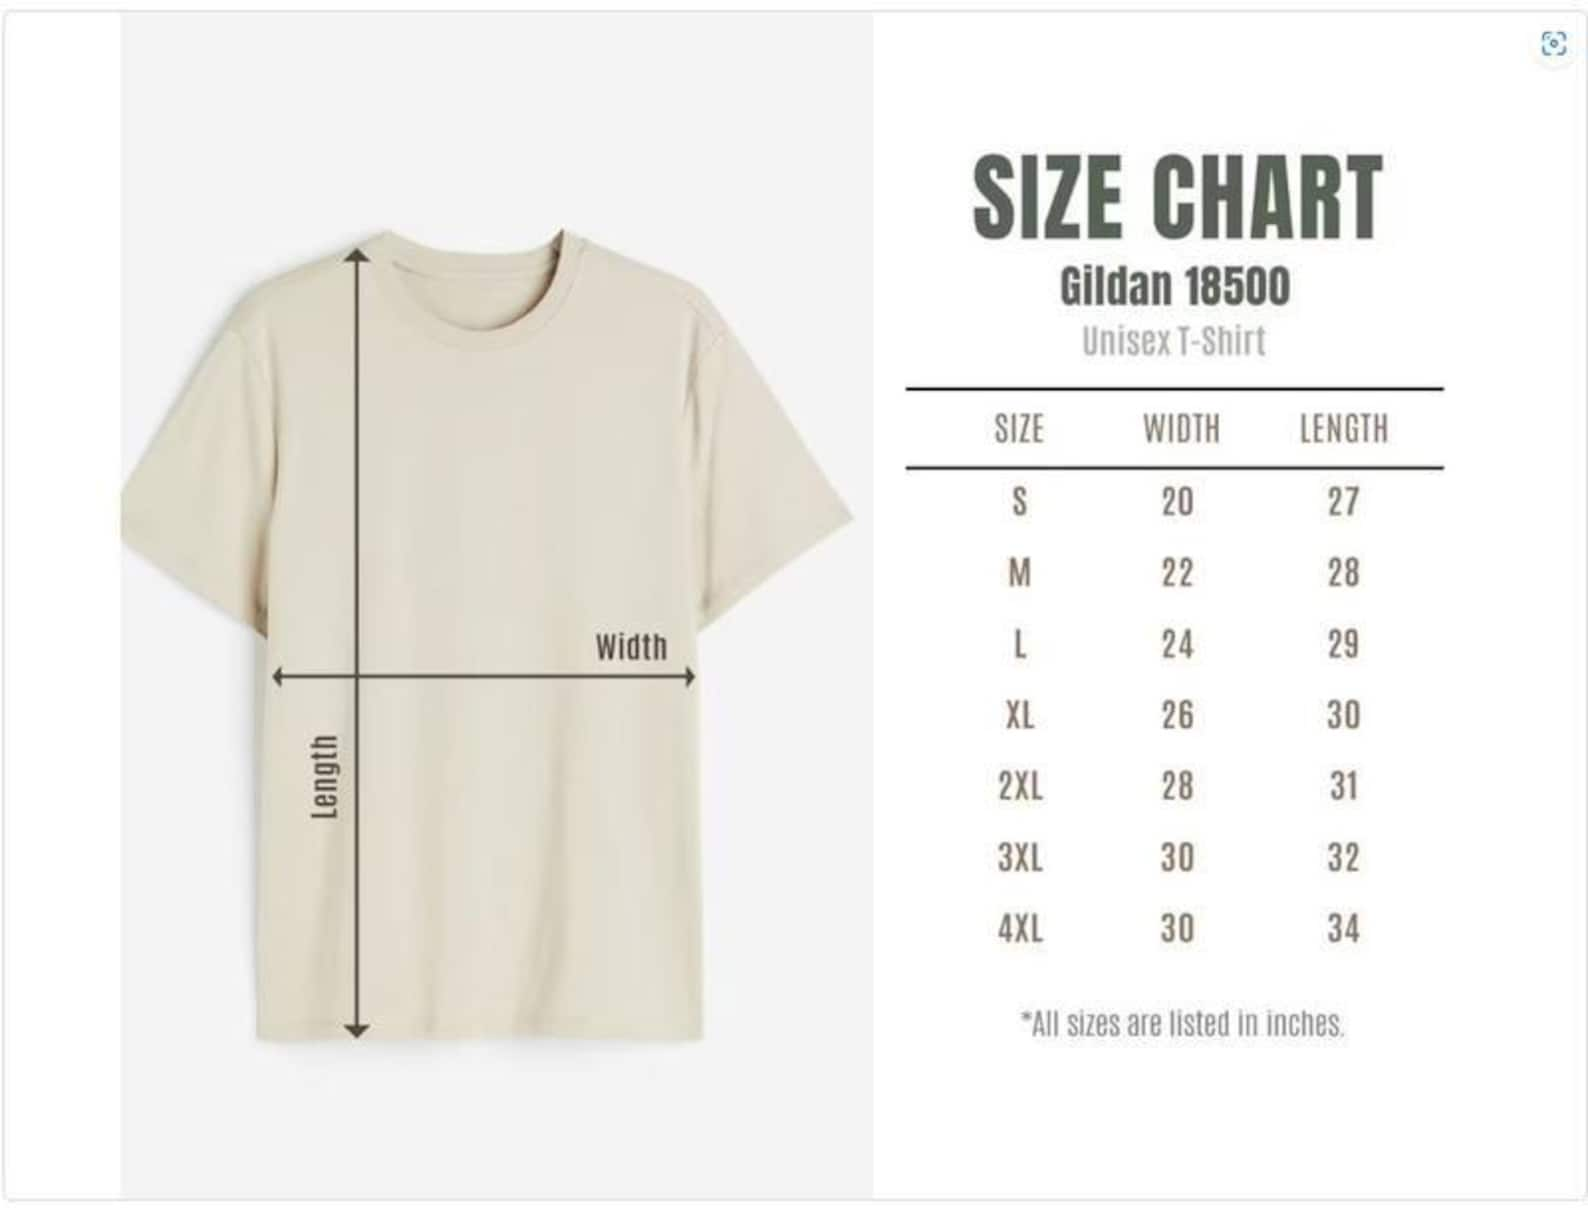 SIZE CHART
Gildan 18500
Unisex T-Shirt
SIZE WIDTH LENGTH
S 20 27
M 22 28
L 24 29
XL 26 30
2XL 28 31
3XL 30 32
4XL 30 34
*All sizes are listed in inches.
Width
Length